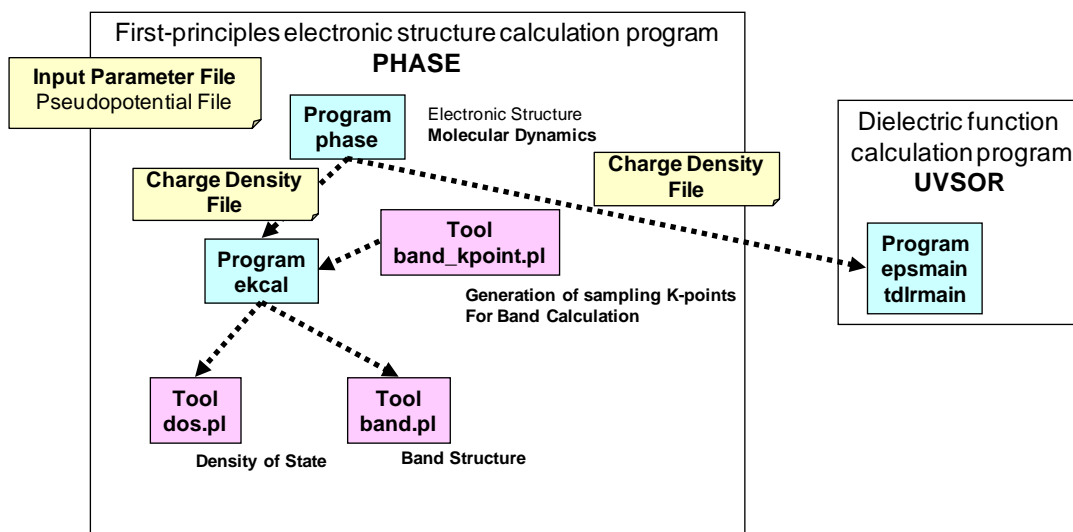 First-principles electronic structure calculation program
PHASE
Input Parameter File
Pseudopotential File
Program
phase
Electronic Structure
Molecular Dynamics
Charge Density
File
Charge Density
File
Dielectric function
calculation program
UVSOR
Program
ekcal
Tool
band_kpoint.pl
Generation of sampling K-points
For Band Calculation
Program
epsmain
tdlrmain
Tool
dos.pl
Density of State
Tool
band.pl
Band Structure